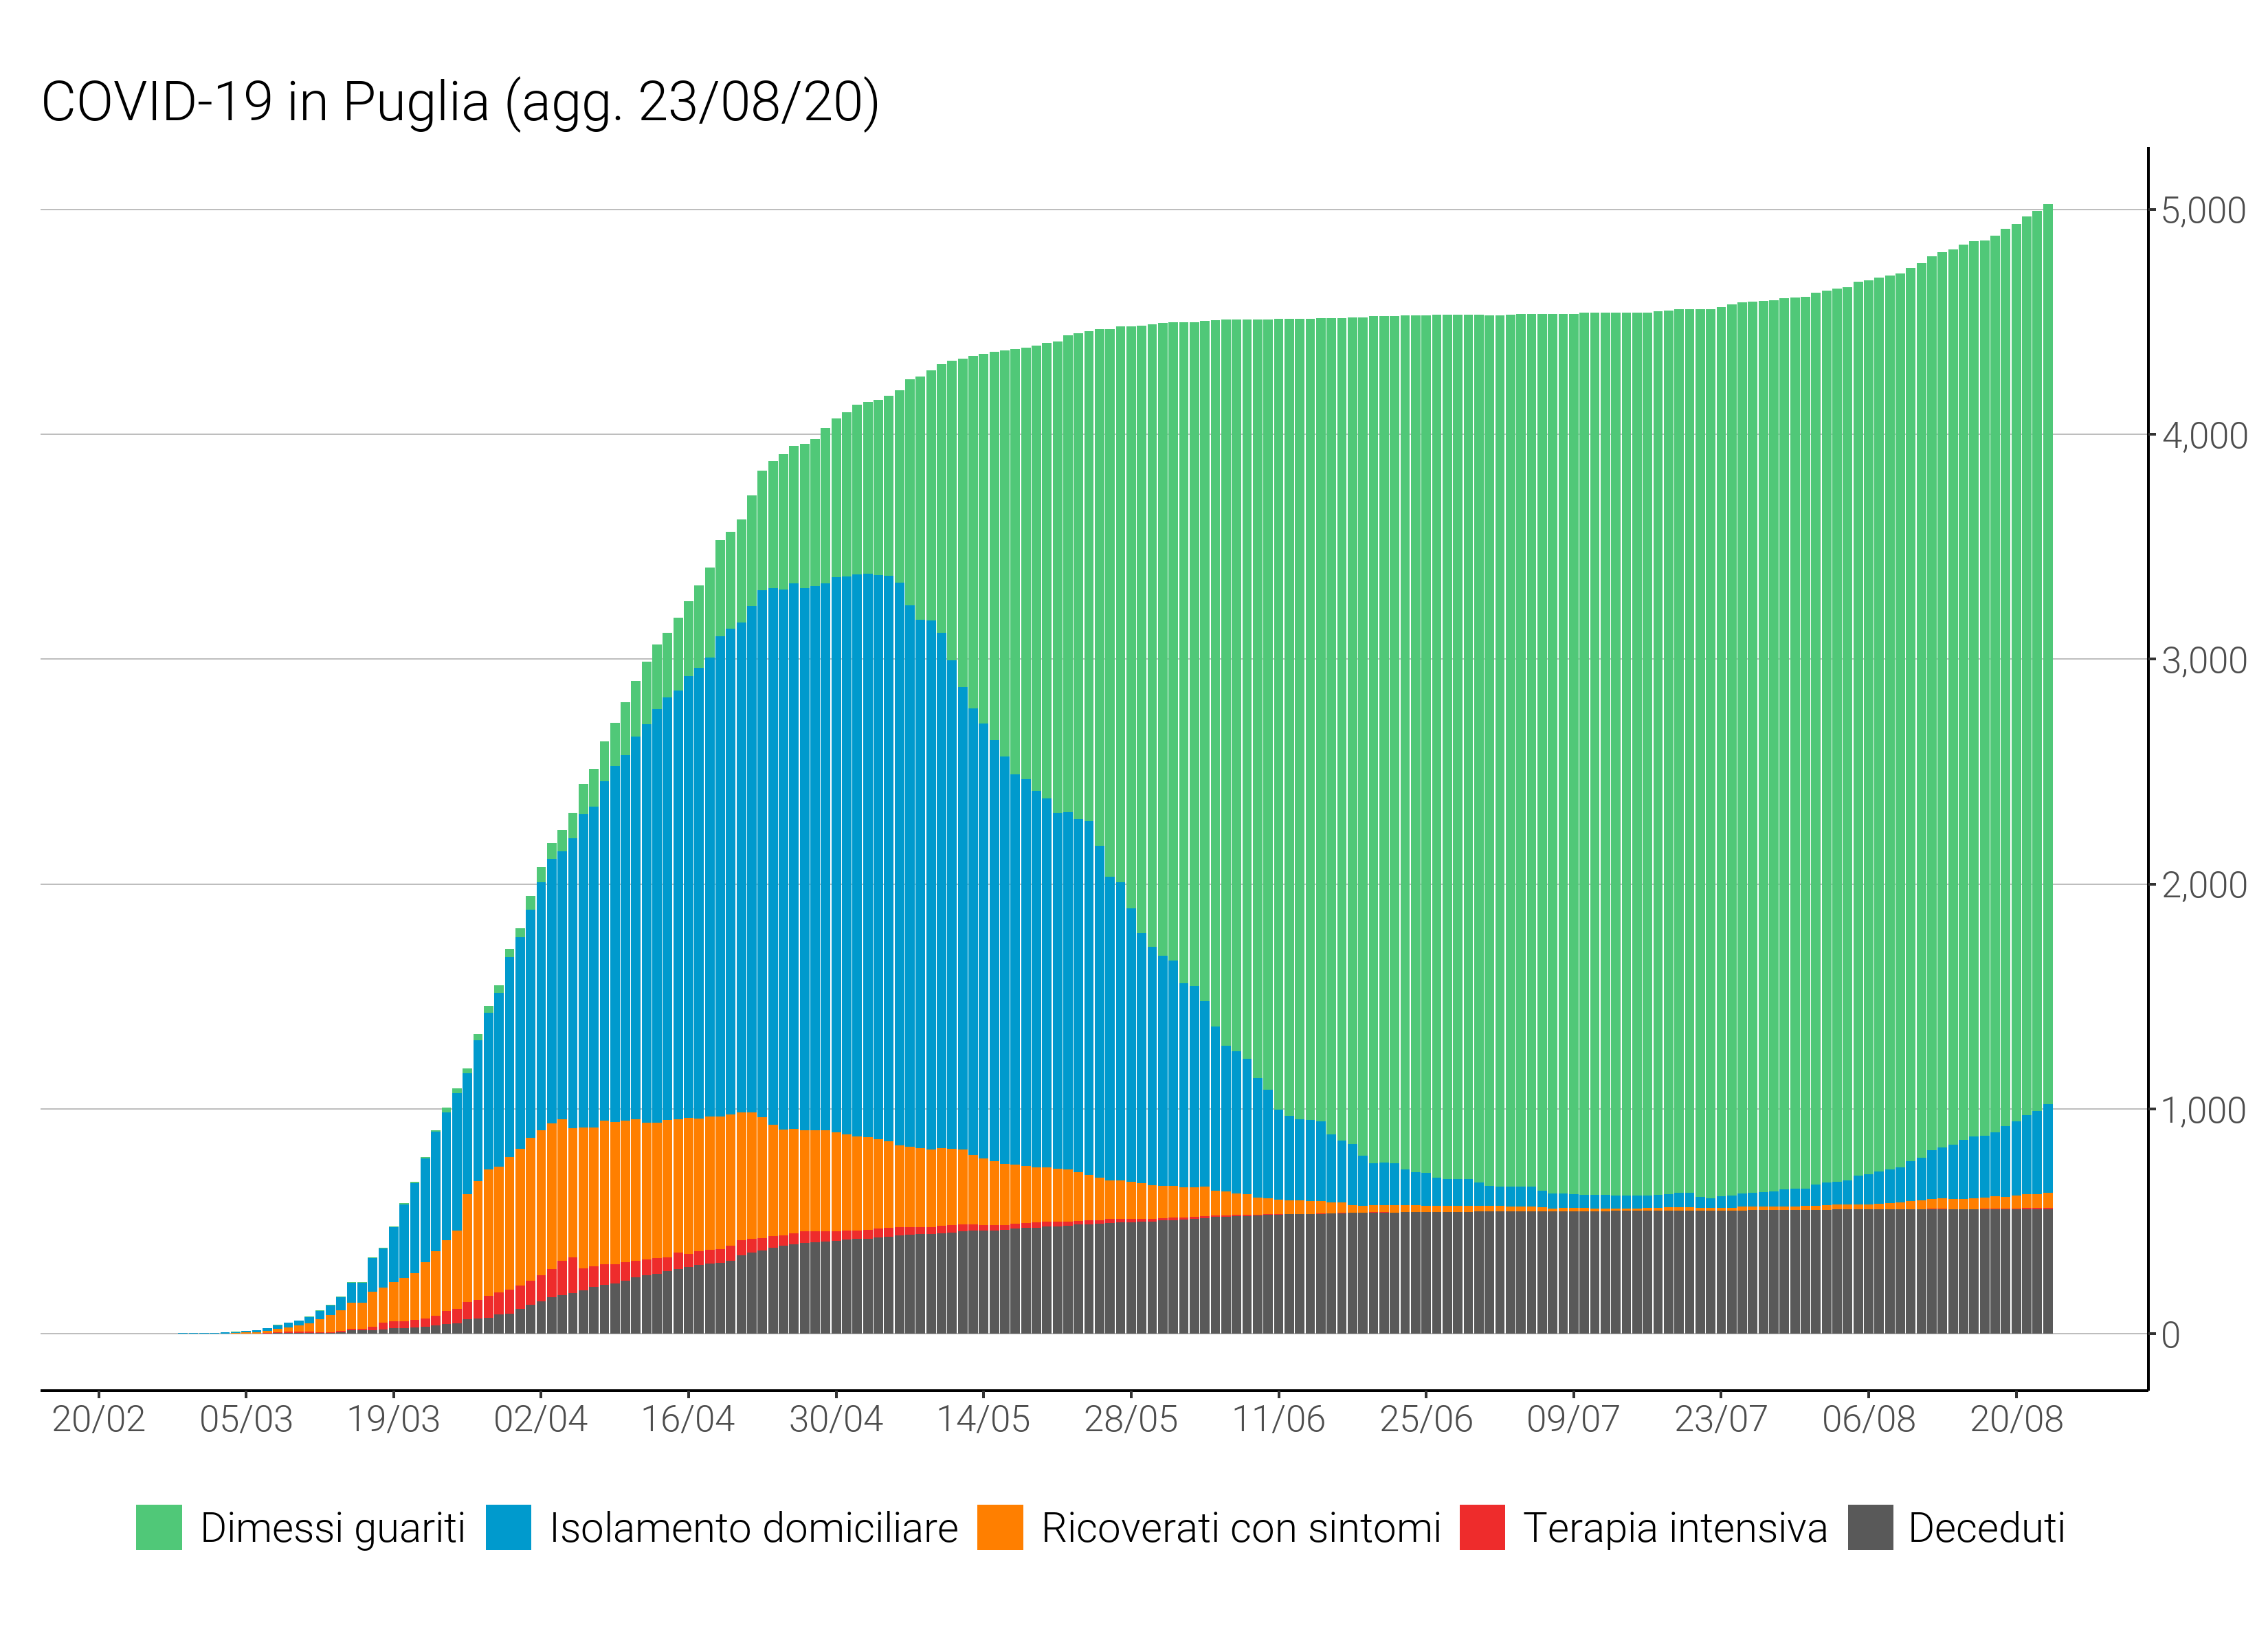 COVID-19 in Puglia (agg. 23/08/20)
5,000
4,000
3,000
2,000
1,000
0
20/02 05/03 19/03 02/04 16/04 30/04 14/05 28/05 11/06 25/06 09/07 23/07 06/08 20/08
Dimessi guariti Isolamento domiciliare Ricoverati con sintomi Terapia intensiva Deceduti